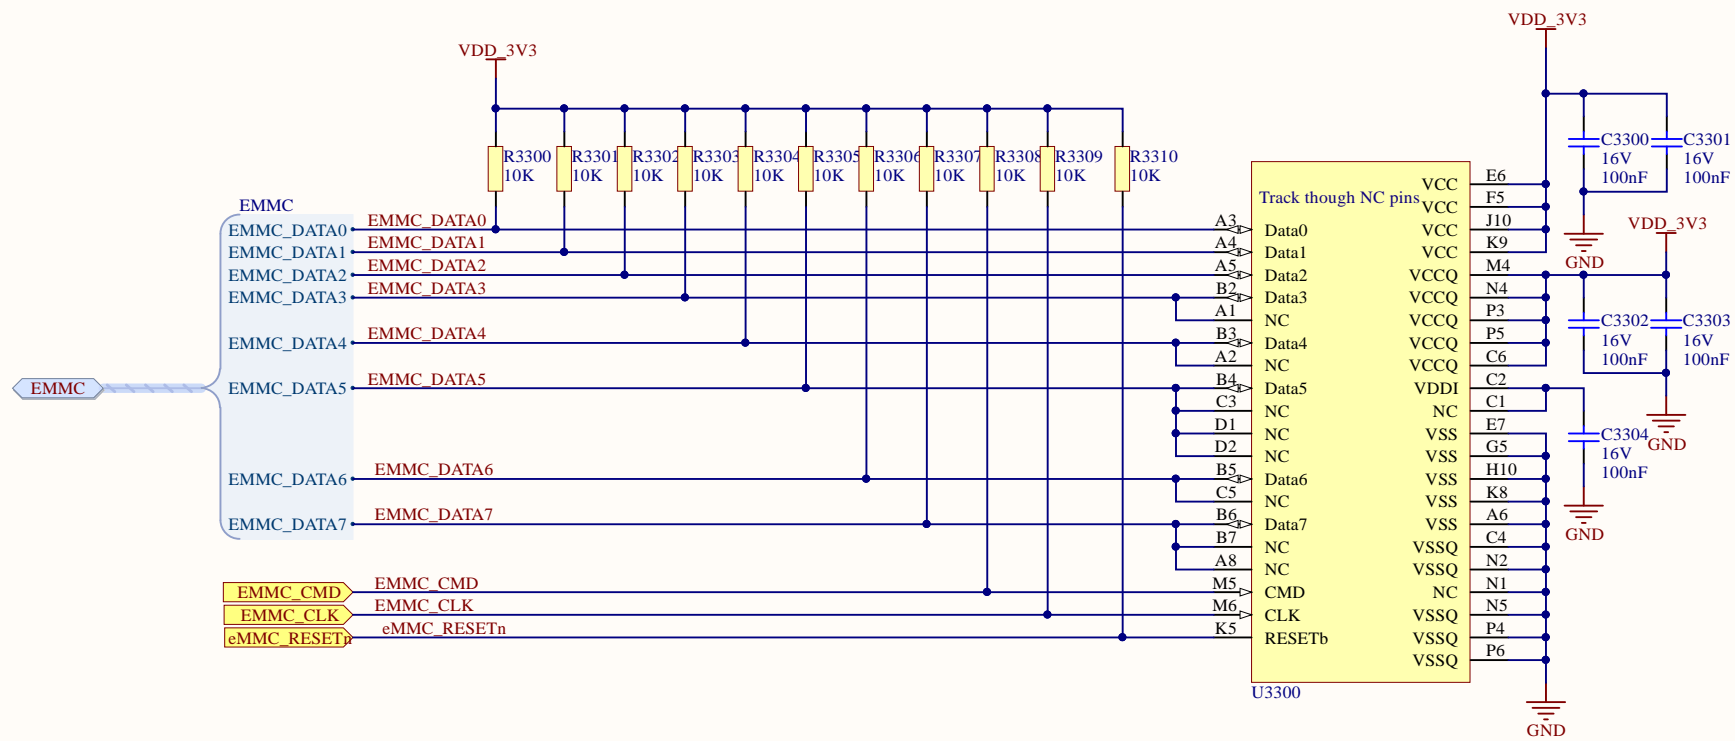 VDD_3V3
VDD_3V3
R3300
10K
R3301
10K
R3302
10K
R3303
10K
R3304
10K
R3305
10K
R3306
10K
R3307
10K
R3308
10K
R3309
10K
R3310
10K
C3300
16V
100nF
C3301
16V
100nF
Track though NC pins
EMMC
EMMC
EMMC_DATA0
EMMC_DATA1
EMMC_DATA2
EMMC_DATA3
EMMC_DATA4
EMMC_DATA5
EMMC_DATA6
EMMC_DATA7
EMMC_CMD
EMMC_CLK
eMMC_RESETn
EMMC_DATA0
EMMC_DATA1
EMMC_DATA2
EMMC_DATA3
EMMC_DATA4
EMMC_DATA5
EMMC_DATA6
EMMC_DATA7
EMMC_CMD
EMMC_CLK
eMMC_RESETn
A3 Data0
A4 Data1
A5 Data2
B2 Data3
A1 NC
B3 Data4
A2 NC
B4 Data5
C3 NC
D1 NC
D2 NC
B5 Data6
C5 NC
B6 Data7
B7 NC
A8 NC
M5 CMD
M6 CLK
K5 RESETb
VCC E6
VCC F5
VCC J10
VCC K9
VCCQ M4
VCCQ N4
VCCQ P3
VCCQ P5
VCCQ C6
VDDI C2
NC C1
VSS E7
VSS G5
VSS H10
VSS K8
VSS A6
VSSQ C4
VSSQ N2
NC N1
VSSQ N5
VSSQ P4
VSSQ P6
U3300
GND
VDD_3V3
C3302
16V
100nF
C3303
16V
100nF
GND
C3304
16V
100nF
GND
GND